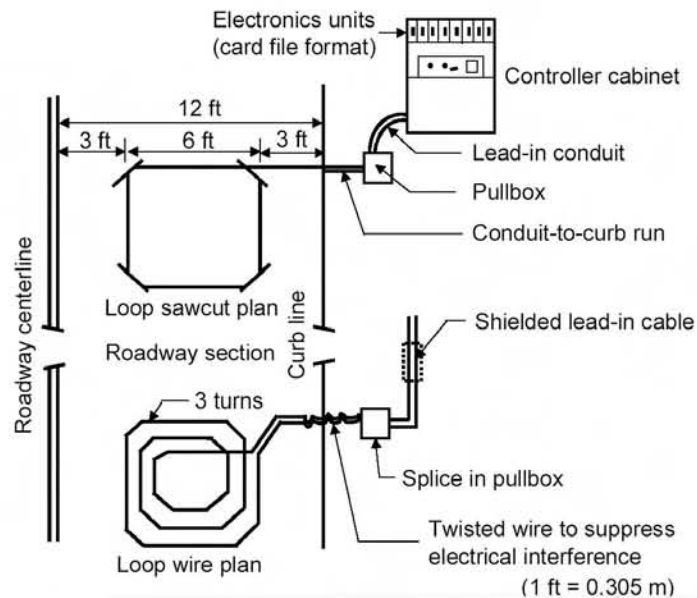 Electronics units
(card file format)
Controller cabinet
12 ft
3 ft
6 ft
3 ft
Lead-in conduit
Pullbox
Conduit-to-curb run
Loop sawcut plan
Roadway centerline
Roadway section
Curb line
Shielded lead-in cable
3 turns
Splice in pullbox
Twisted wire to suppress
electrical interference
Loop wire plan
(1 ft = 0.305 m)